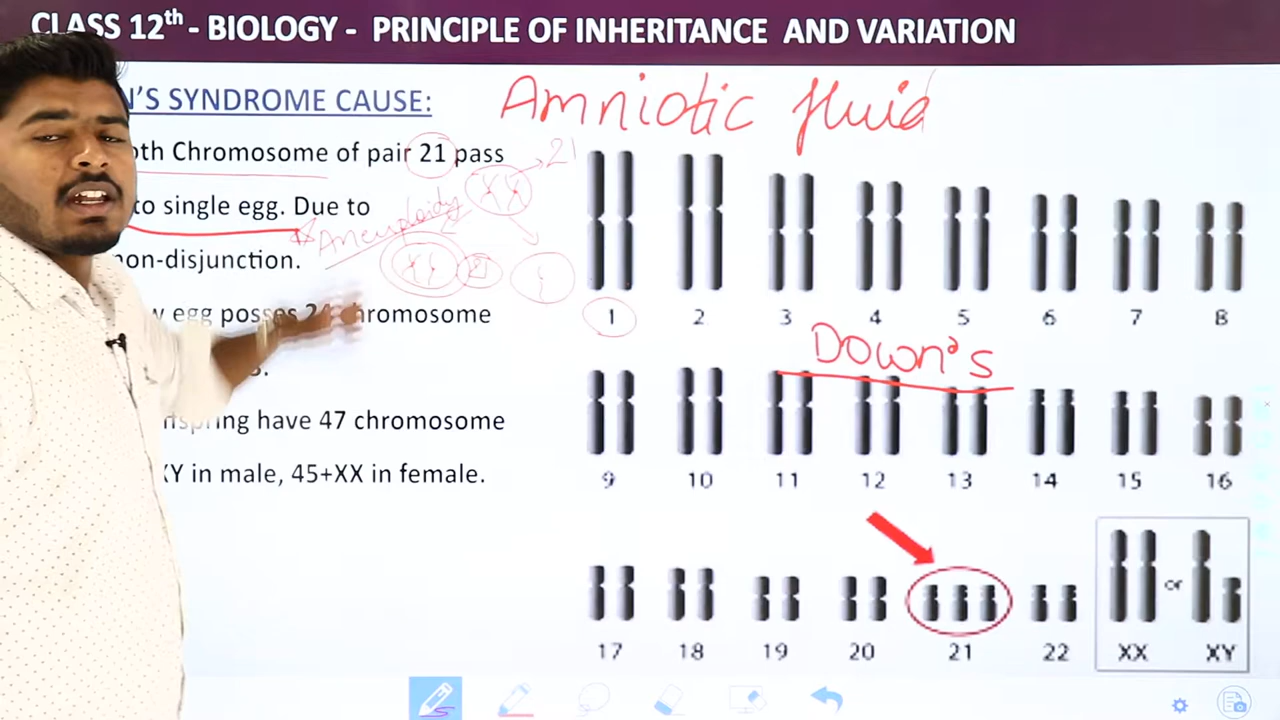 CLASS 12th - BIOLOGY - PRINCIPLE OF INHERITANCE AND VARIATION
N'S SYNDROME CAUSE:
Amniotic fluid
oth Chromosome of pair 21 pass
21
to single egg. Due to
Aneuploidy
non-disjunction.
21
w egg posses chromosome
1 2 3 4 5 6 7 8
Down's
fspring have 47 chromosome
XY in male, 45+XX in female.
9 10 11 12 13 14 15 16
or
17 18 19 20 21 22 XX XY